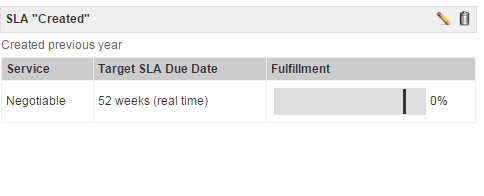 SLA "Created"
Created previous year
Service Target SLA Due Date Fulfillment
Negotiable 52 weeks (real time) 0%